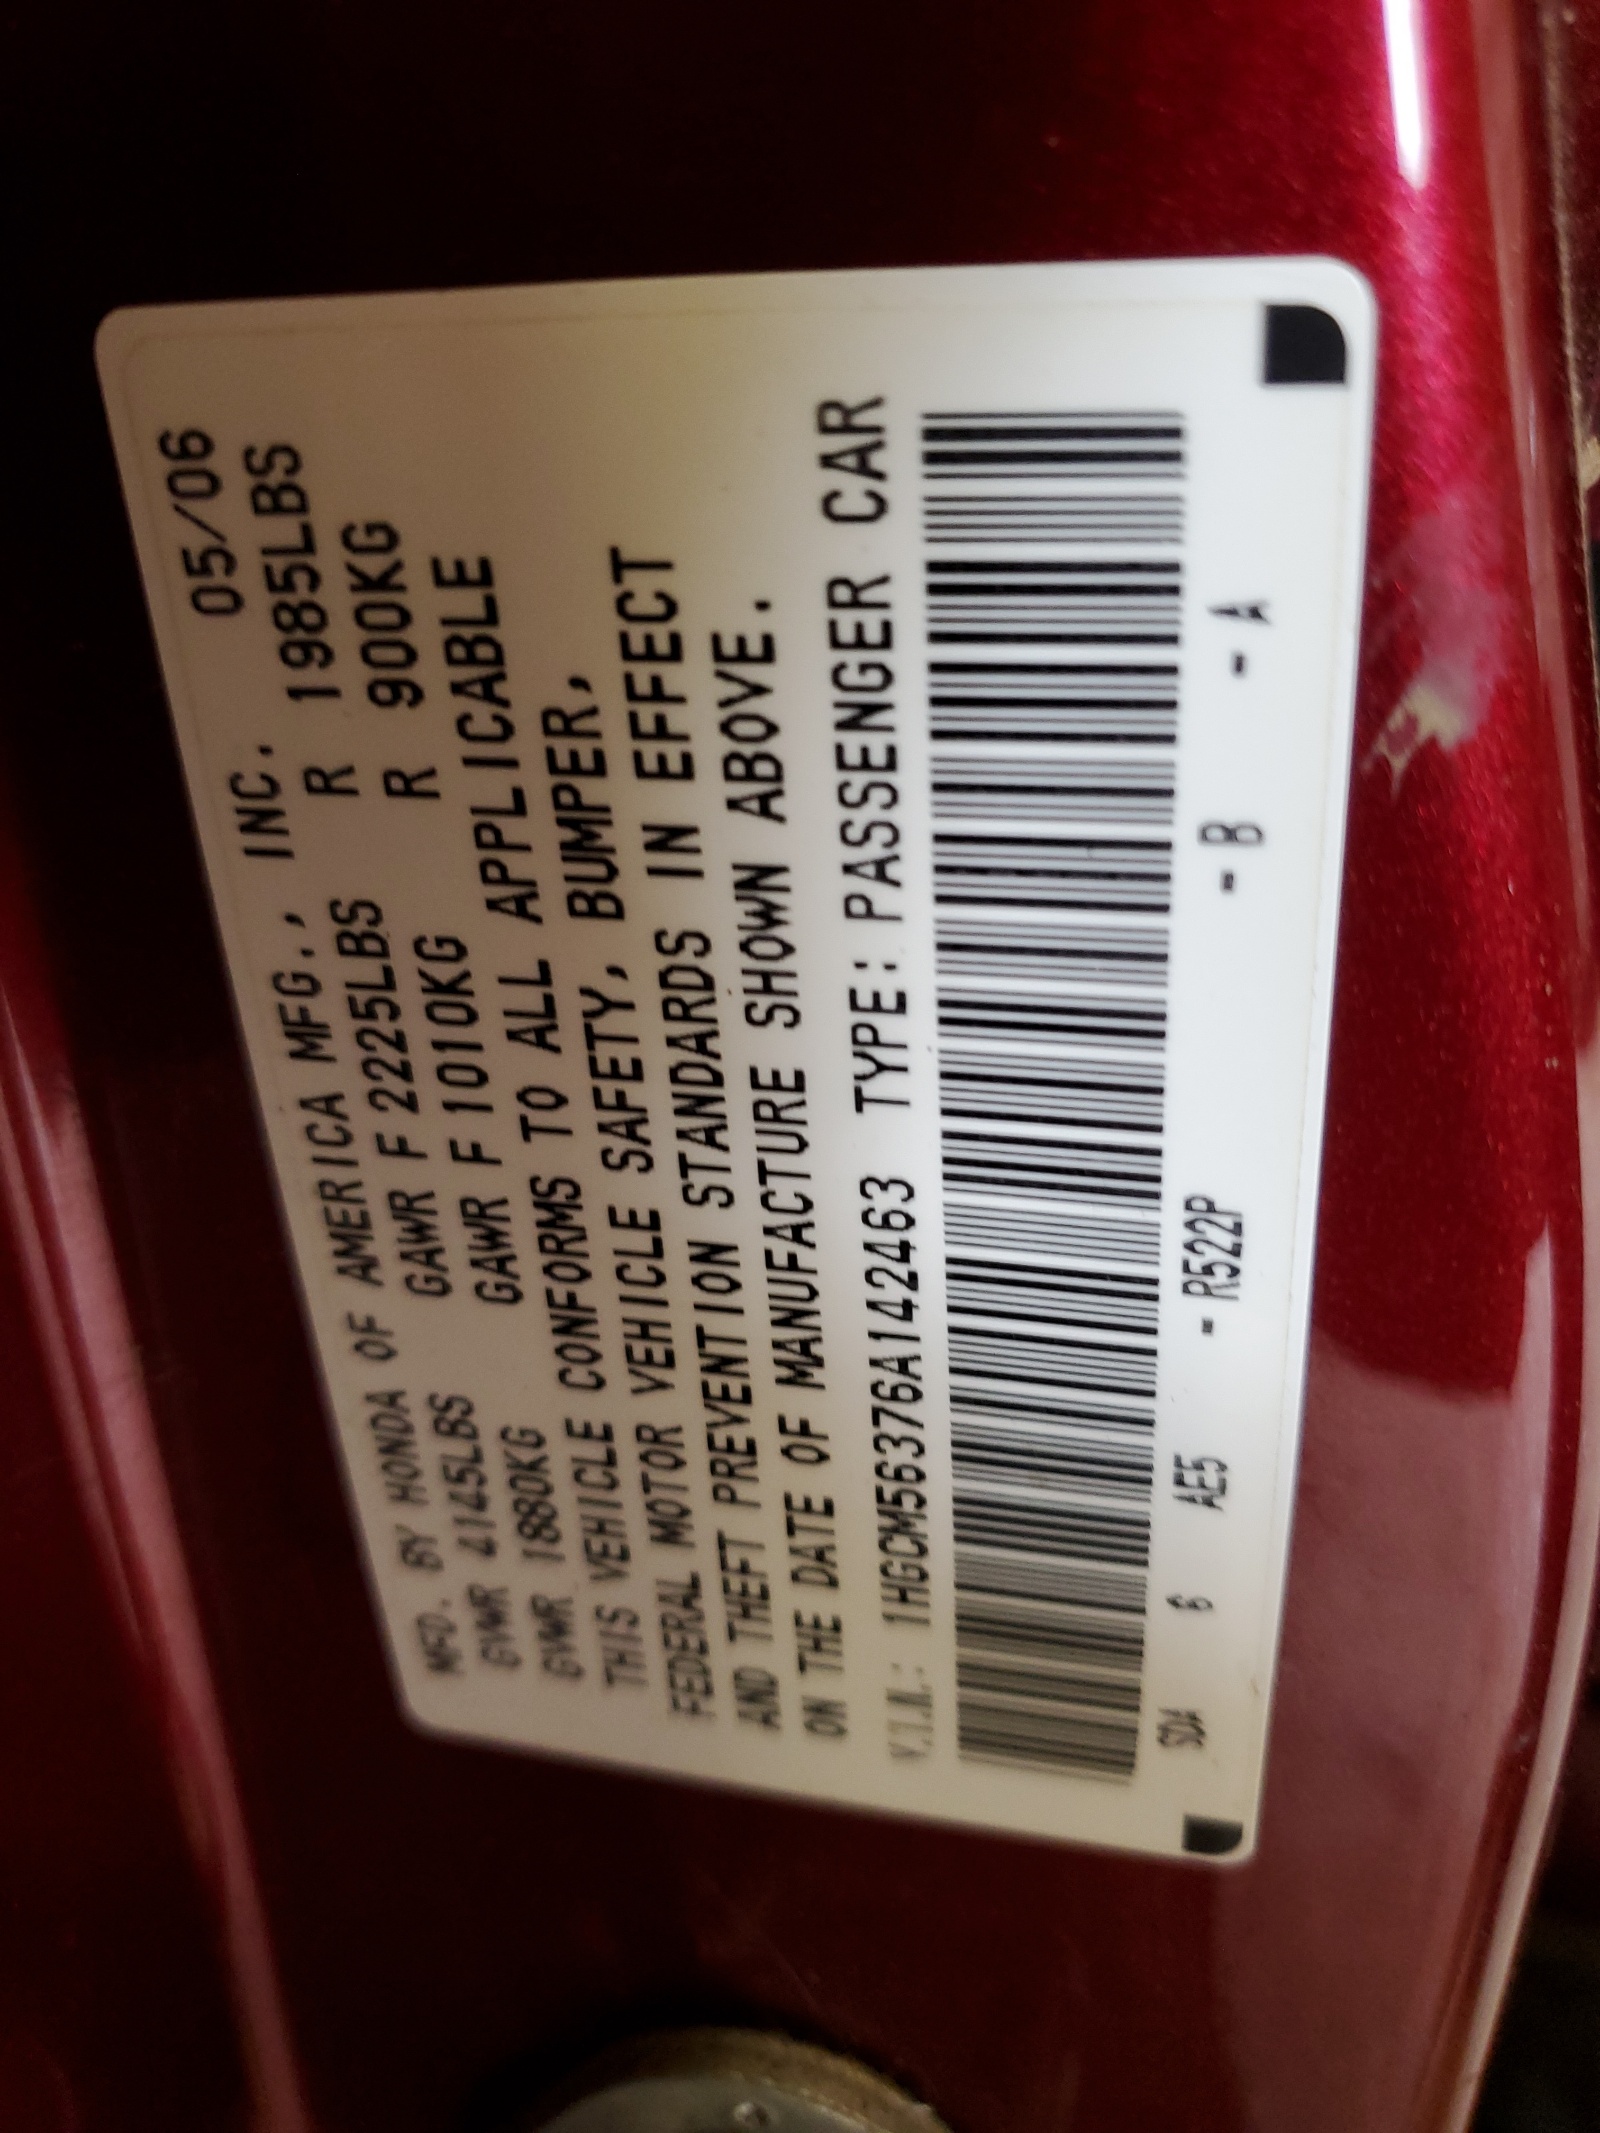 MFD. BY HONDA OF AMERICA MFG., INC. 05/06
GVWR 4145LBS GAWR F 2225LBS R 1985LBS
GVWR 1880KG GAWR F 1010KG R 900KG
THIS VEHICLE CONFORMS TO ALL APPLICABLE
FEDERAL MOTOR VEHICLE SAFETY, BUMPER,
AND THEFT PREVENTION STANDARDS IN EFFECT
ON THE DATE OF MANUFACTURE SHOWN ABOVE.
V.I.N.: 1HGCM56376A142463 TYPE: PASSENGER CAR
SDA 6 AE5 - R522P - B - A